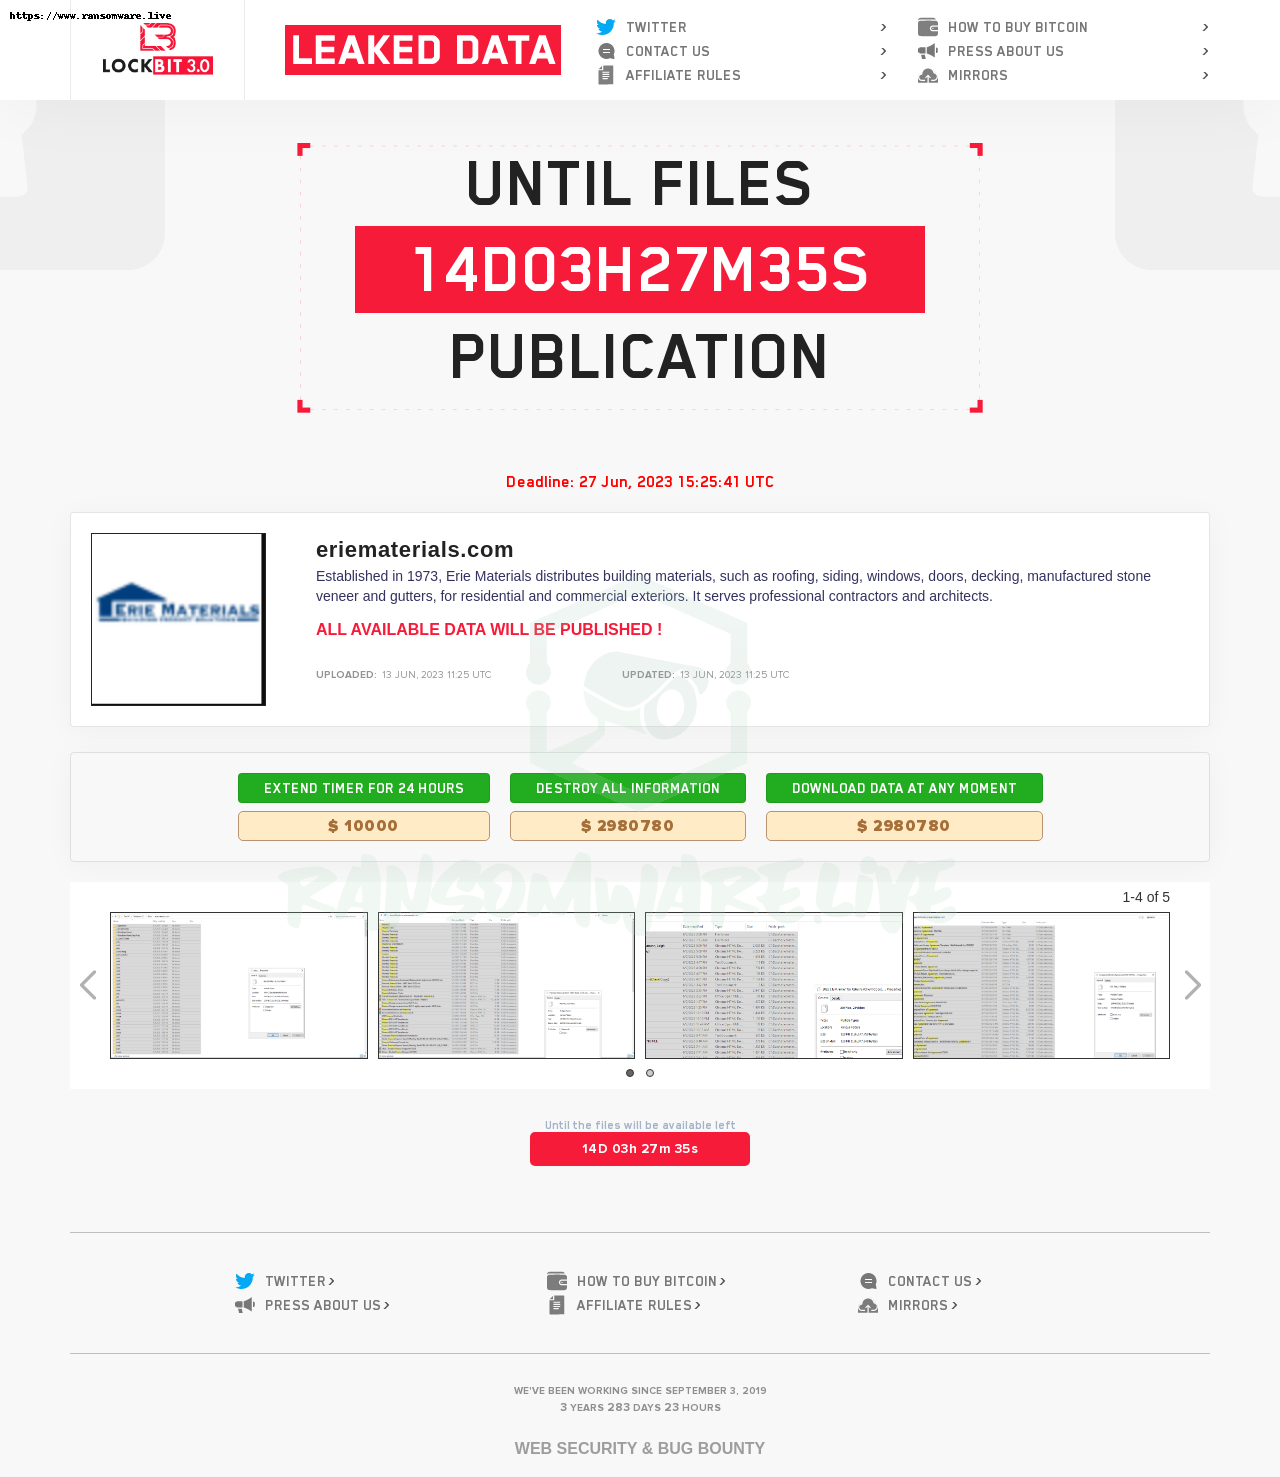 https://www.ransomware.live
LOCKBIT 3.0
LEAKED DATA
TWITTER
CONTACT US
AFFILIATE RULES
HOW TO BUY BITCOIN
PRESS ABOUT US
MIRRORS
UNTIL FILES
14D03H27M35S
PUBLICATION
Deadline: 27 Jun, 2023 15:25:41 UTC
ERIE MATERIALS
BUILDING PRODUCT SOLUTIONS
eriematerials.com
Established in 1973, Erie Materials distributes building materials, such as roofing, siding, windows, doors, decking, manufactured stone
veneer and gutters, for residential and commercial exteriors. It serves professional contractors and architects.
ALL AVAILABLE DATA WILL BE PUBLISHED !
UPLOADED: 13 JUN, 2023 11:25 UTC
UPDATED: 13 JUN, 2023 11:25 UTC
EXTEND TIMER FOR 24 HOURS
$ 10000
DESTROY ALL INFORMATION
$ 2980780
DOWNLOAD DATA AT ANY MOMENT
$ 2980780
RANSOMWARE.LIVE
1-4 of 5
Until the files will be available left
14D 03h 27m 35s
TWITTER
PRESS ABOUT US
HOW TO BUY BITCOIN
AFFILIATE RULES
CONTACT US
MIRRORS
WE'VE BEEN WORKING SINCE SEPTEMBER 3, 2019
3 YEARS 283 DAYS 23 HOURS
WEB SECURITY & BUG BOUNTY